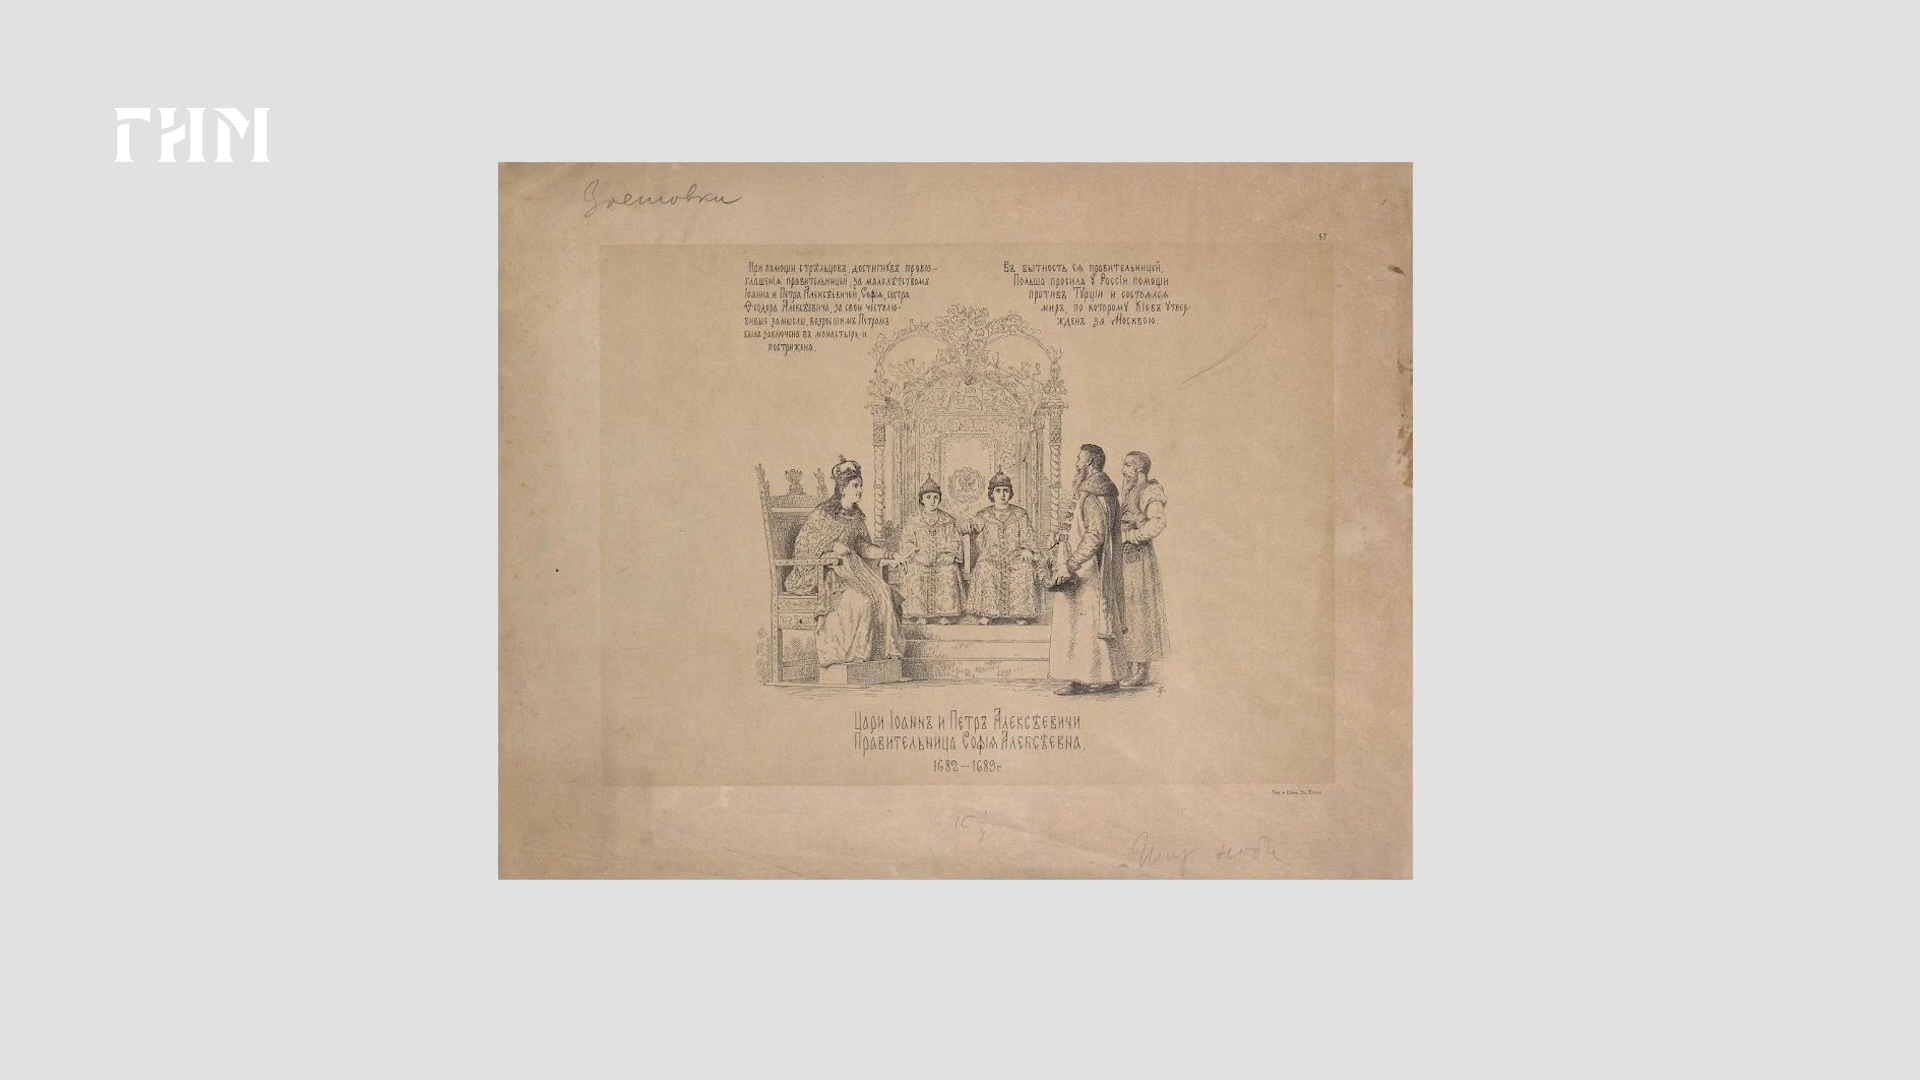 ГИМ
57
При помощи стрѣльцовъ, достигнувъ провоз-
глашенія правительницей, за малолѣтствомъ
Іоанна и Петра Алексѣевичей, Софія, сестра
Ѳеодора Алексѣевича, за свои честолю-
бивые замыслы, возросшимъ Петромъ
была заключена въ монастырь и
пострижена.
Въ бытность ея правительницей,
Польша просила у Россіи помощи
противъ Турціи и состоялся
миръ, по которому Кіевъ утвер-
жденъ за Москвою.
Цари Іоаннъ и Петръ Алексѣевичи
Правительница Софія Алексѣевна.
1682—1689г.